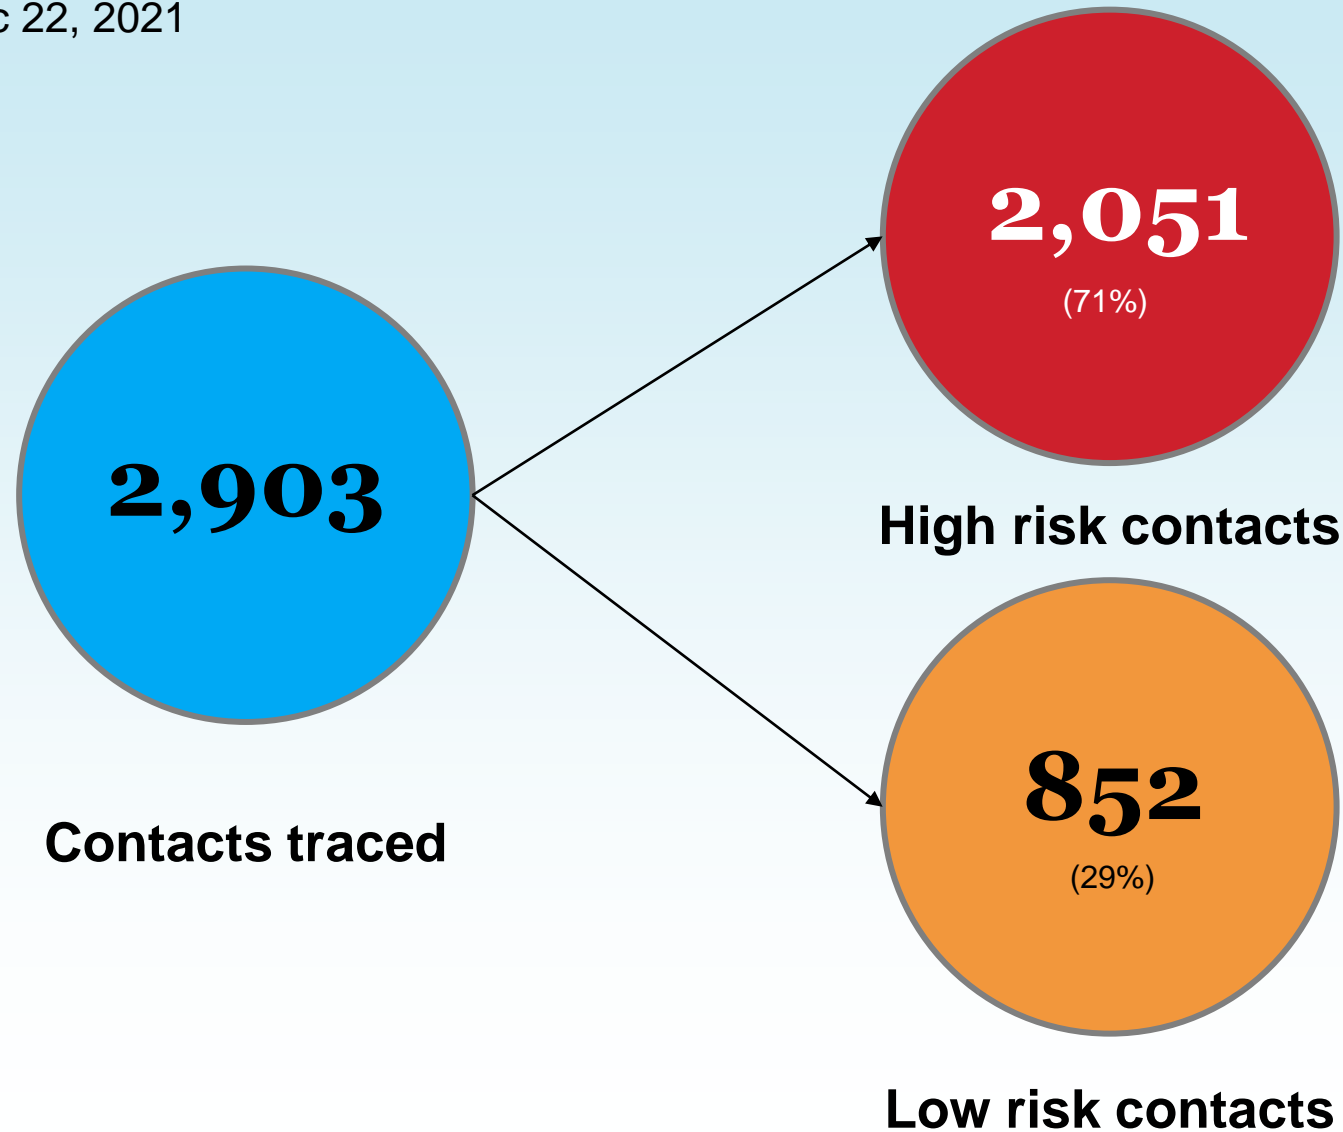 22, 2021
2,903
Contacts traced
2,051
(71%)
High risk contacts
852
(29%)
Low risk contacts